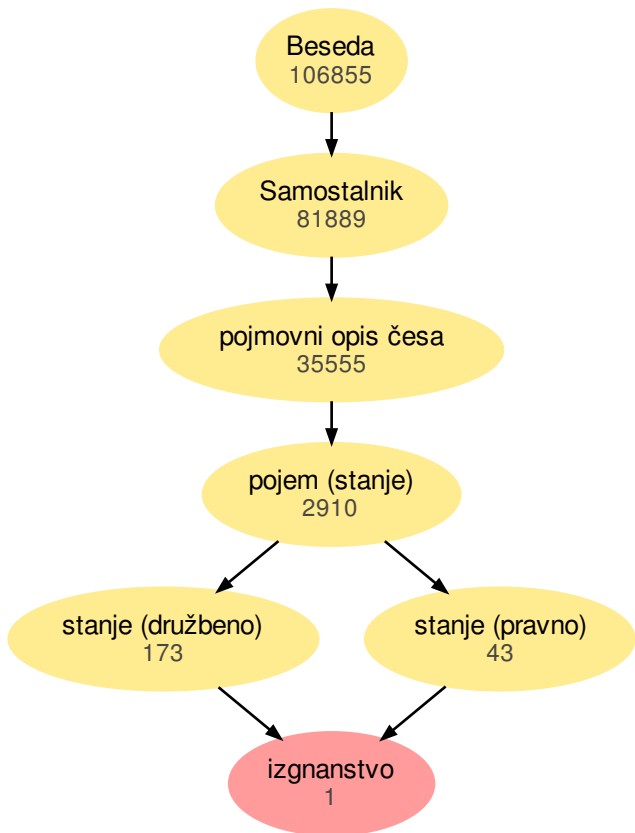 Beseda
106855
Samostalnik
81889
pojmovni opis česa
35555
pojem (stanje)
2910
stanje (družbeno)
173
stanje (pravno)
43
izgnanstvo
1